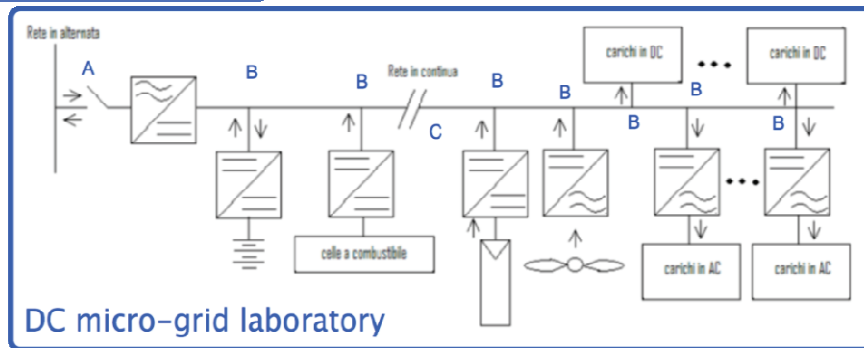 Rete in alternata
A
B
B
Rete in continua
C
B
B
carichi in DC
carichi in DC
B
B
B
celle a combustibile
carichi in AC
carichi in AC
DC micro-grid laboratory